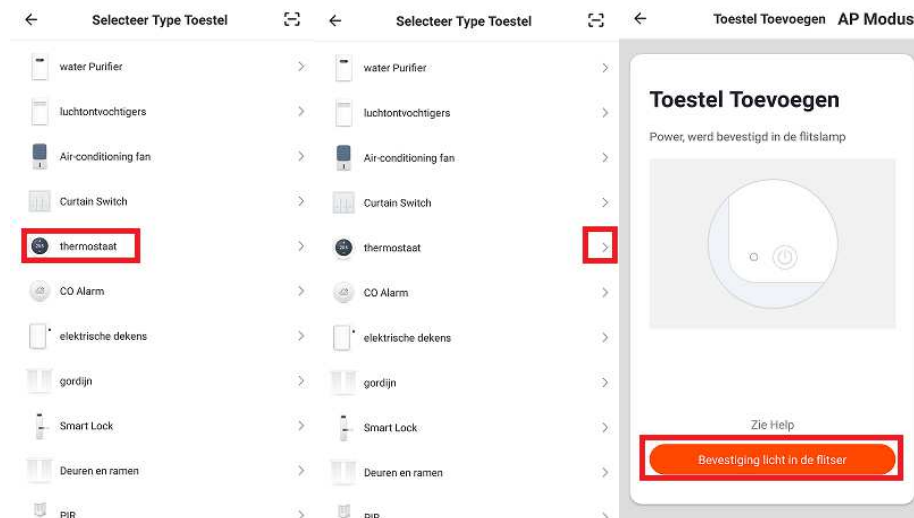 Selecteer Type Toestel
water Purifier
luchtontvochtigers
Air-conditioning fan
Curtain Switch
thermostaat
CO Alarm
elektrische dekens
gordijn
Smart Lock
Deuren en ramen
PIR
Selecteer Type Toestel
water Purifier
luchtontvochtigers
Air-conditioning fan
Curtain Switch
thermostaat
CO Alarm
elektrische dekens
gordijn
Smart Lock
Deuren en ramen
PIR
Toestel Toevoegen AP Modus
Toestel Toevoegen
Power, werd bevestigd in de flitslamp
Zie Help
Bevestiging licht in de flitser